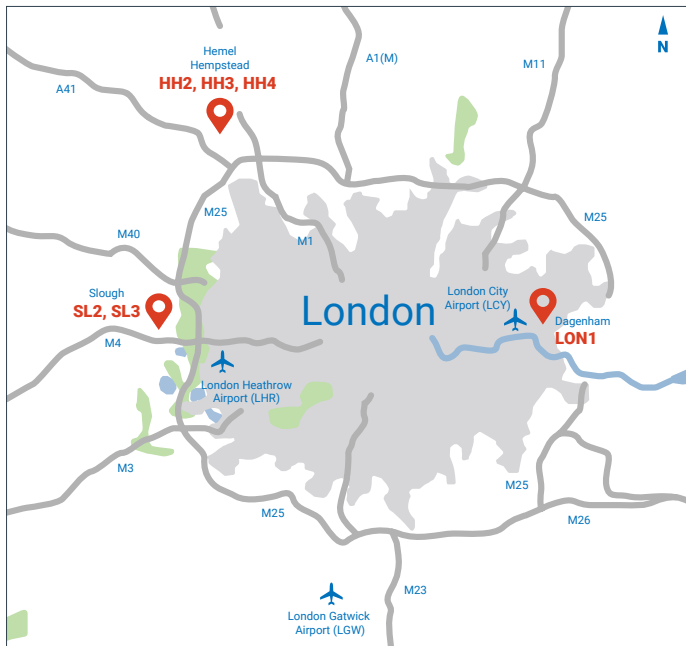 N
Hemel
Hempstead
HH2, HH3, HH4
A1(M)
M11
A41
M25
M25
M40
M1
Slough
SL2, SL3
London City
Airport (LCY)
London
Dagenham
LON1
M4
London Heathrow
Airport (LHR)
M3
M25
M25
M26
M23
London Gatwick
Airport (LGW)